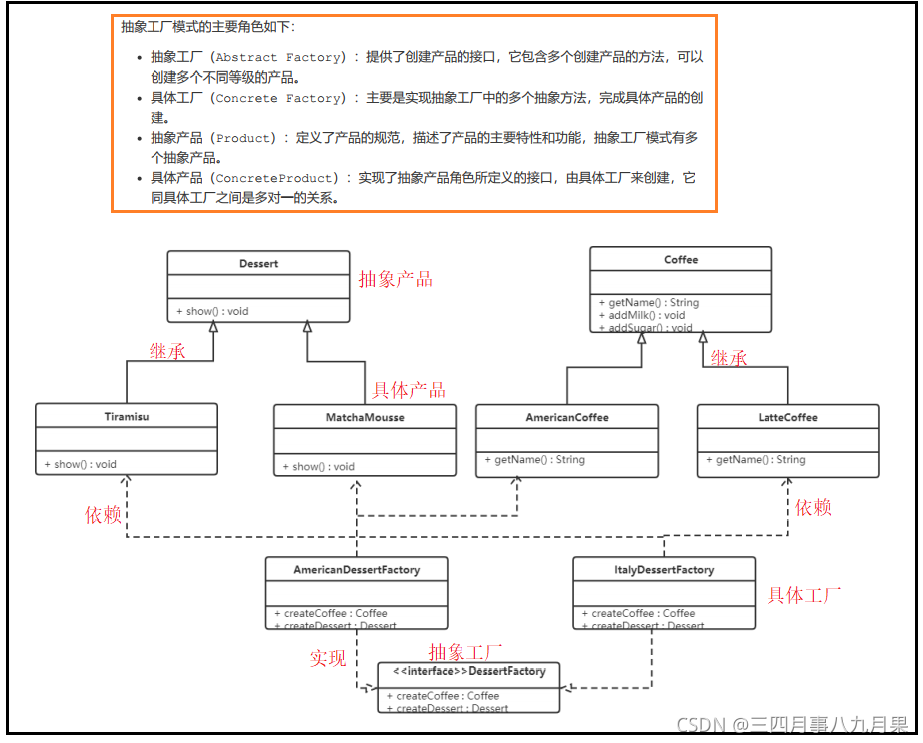 抽象工厂模式的主要角色如下：
• 抽象工厂（Abstract Factory）：提供了创建产品的接口，它包含多个创建产品的方法，可以
创建多个不同等级的产品。
• 具体工厂（Concrete Factory）：主要是实现抽象工厂中的多个抽象方法，完成具体产品的创
建。
• 抽象产品（Product）：定义了产品的规范，描述了产品的主要特性和功能，抽象工厂模式有多
个抽象产品。
• 具体产品（ConcreteProduct）：实现了抽象产品角色所定义的接口，由具体工厂来创建，它
同具体工厂之间是多对一的关系。
Dessert
+ show() : void
抽象产品
Coffee
+ getName() : String
+ addMilk() : void
+ addSugar() : void
继承
继承
具体产品
Tiramisu
+ show() : void
MatchaMousse
+ show() : void
AmericanCoffee
+ getName() : String
LatteCoffee
+ getName() : String
依赖
依赖
AmericanDessertFactory
+ createCoffee : Coffee
+ createDessert : Dessert
ItalyDessertFactory
+ createCoffee : Coffee
+ createDessert : Dessert
具体工厂
实现
抽象工厂
<<interface>>DessertFactory
+ createCoffee : Coffee
+ createDessert : Dessert
CSDN @三四月事八九月果